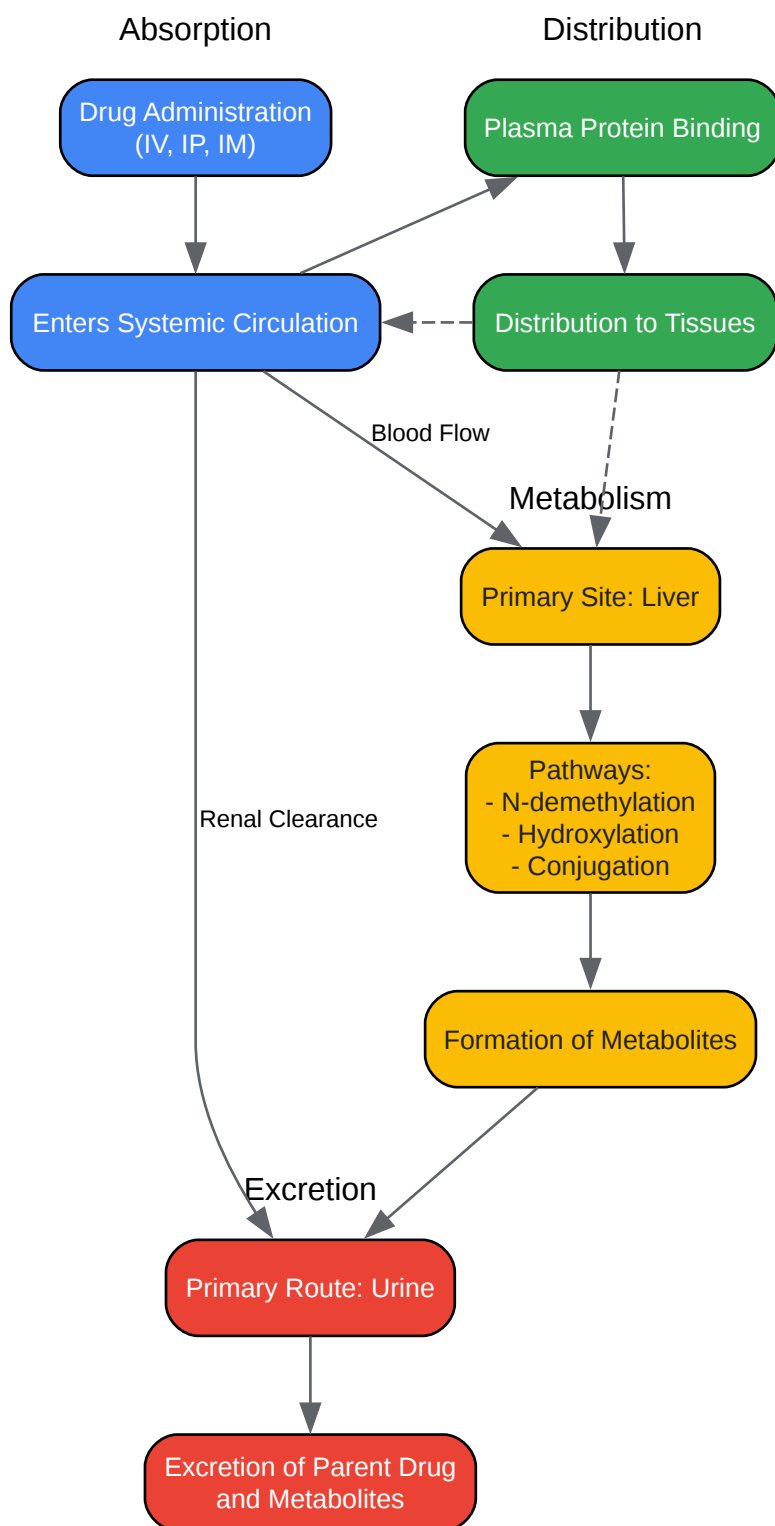 Absorption
Distribution
Drug Administration
(IV, IP, IM)
Plasma Protein Binding
Enters Systemic Circulation
Distribution to Tissues
Blood Flow
Metabolism
Primary Site: Liver
Pathways:
- N-demethylation
- Hydroxylation
- Conjugation
Renal Clearance
Formation of Metabolites
Excretion
Primary Route: Urine
Excretion of Parent Drug
and Metabolites